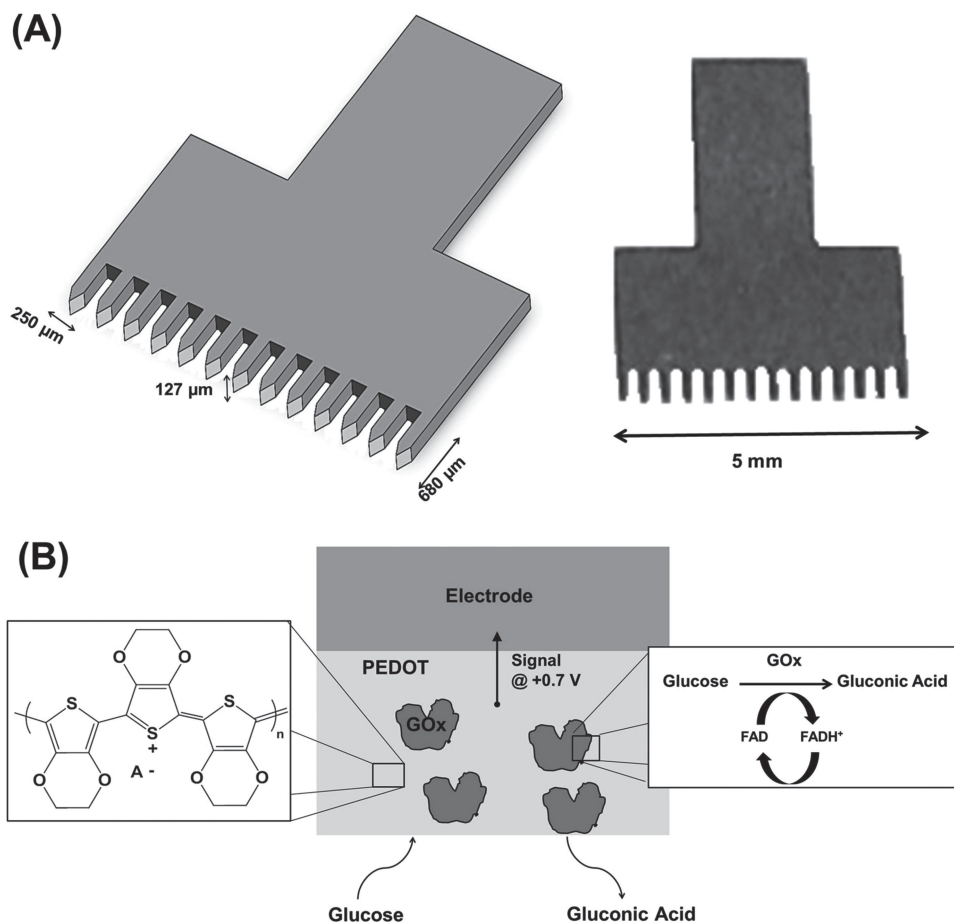 (A)
250 µm
127 µm
680 µm
5 mm
(B)
Electrode
PEDOT
Signal
@ +0.7 V
GOx
O
O
S
S
S
+
A -
O
O
O
O
n
GOx
Glucose
Gluconic Acid
FAD
FADH⁺
Glucose
Gluconic Acid